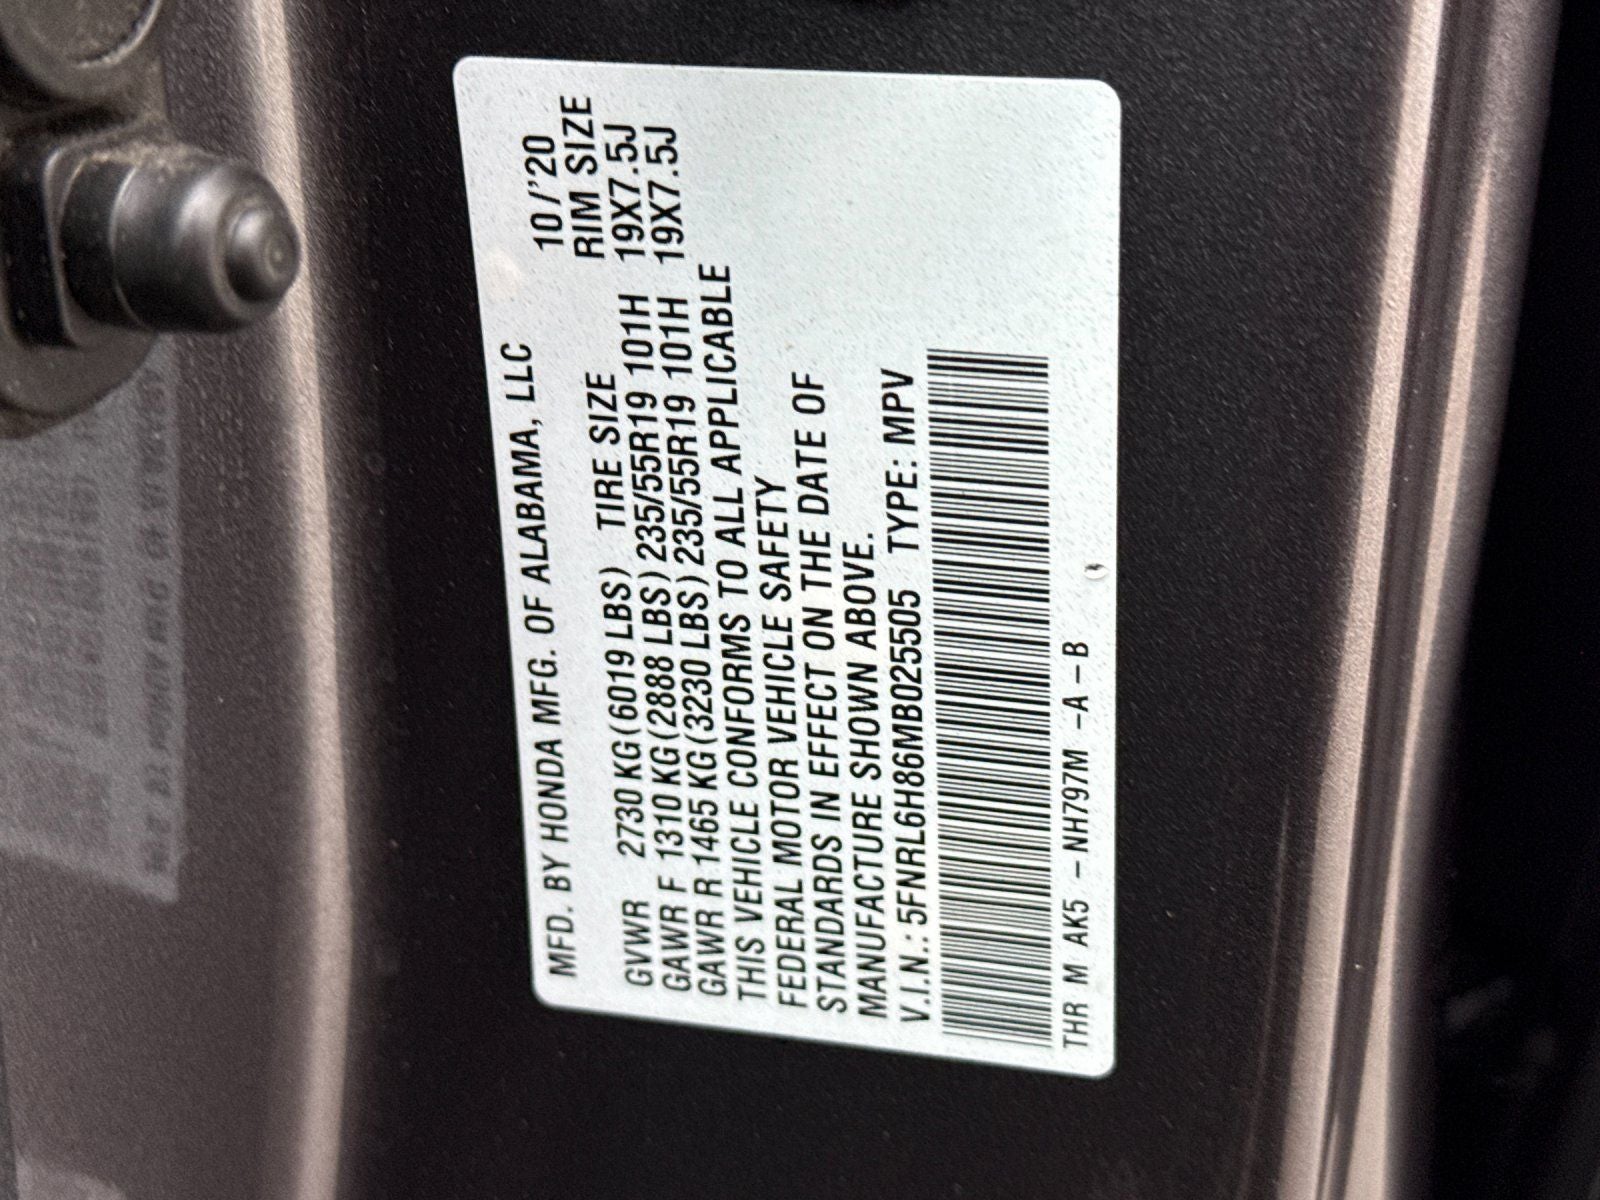 MFD. BY HONDA MFG. OF ALABAMA, LLC 10/'20
GVWR 2730 KG (6019 LBS) TIRE SIZE RIM SIZE
GAWR F 1310 KG (2888 LBS) 235/55R19 101H 19X7.5J
GAWR R 1465 KG (3230 LBS) 235/55R19 101H 19X7.5J
THIS VEHICLE CONFORMS TO ALL APPLICABLE
FEDERAL MOTOR VEHICLE SAFETY
STANDARDS IN EFFECT ON THE DATE OF
MANUFACTURE SHOWN ABOVE.
V.I.N.: 5FNRL6H86MB025505 TYPE: MPV
THR M AK5 -NH797M -A -B